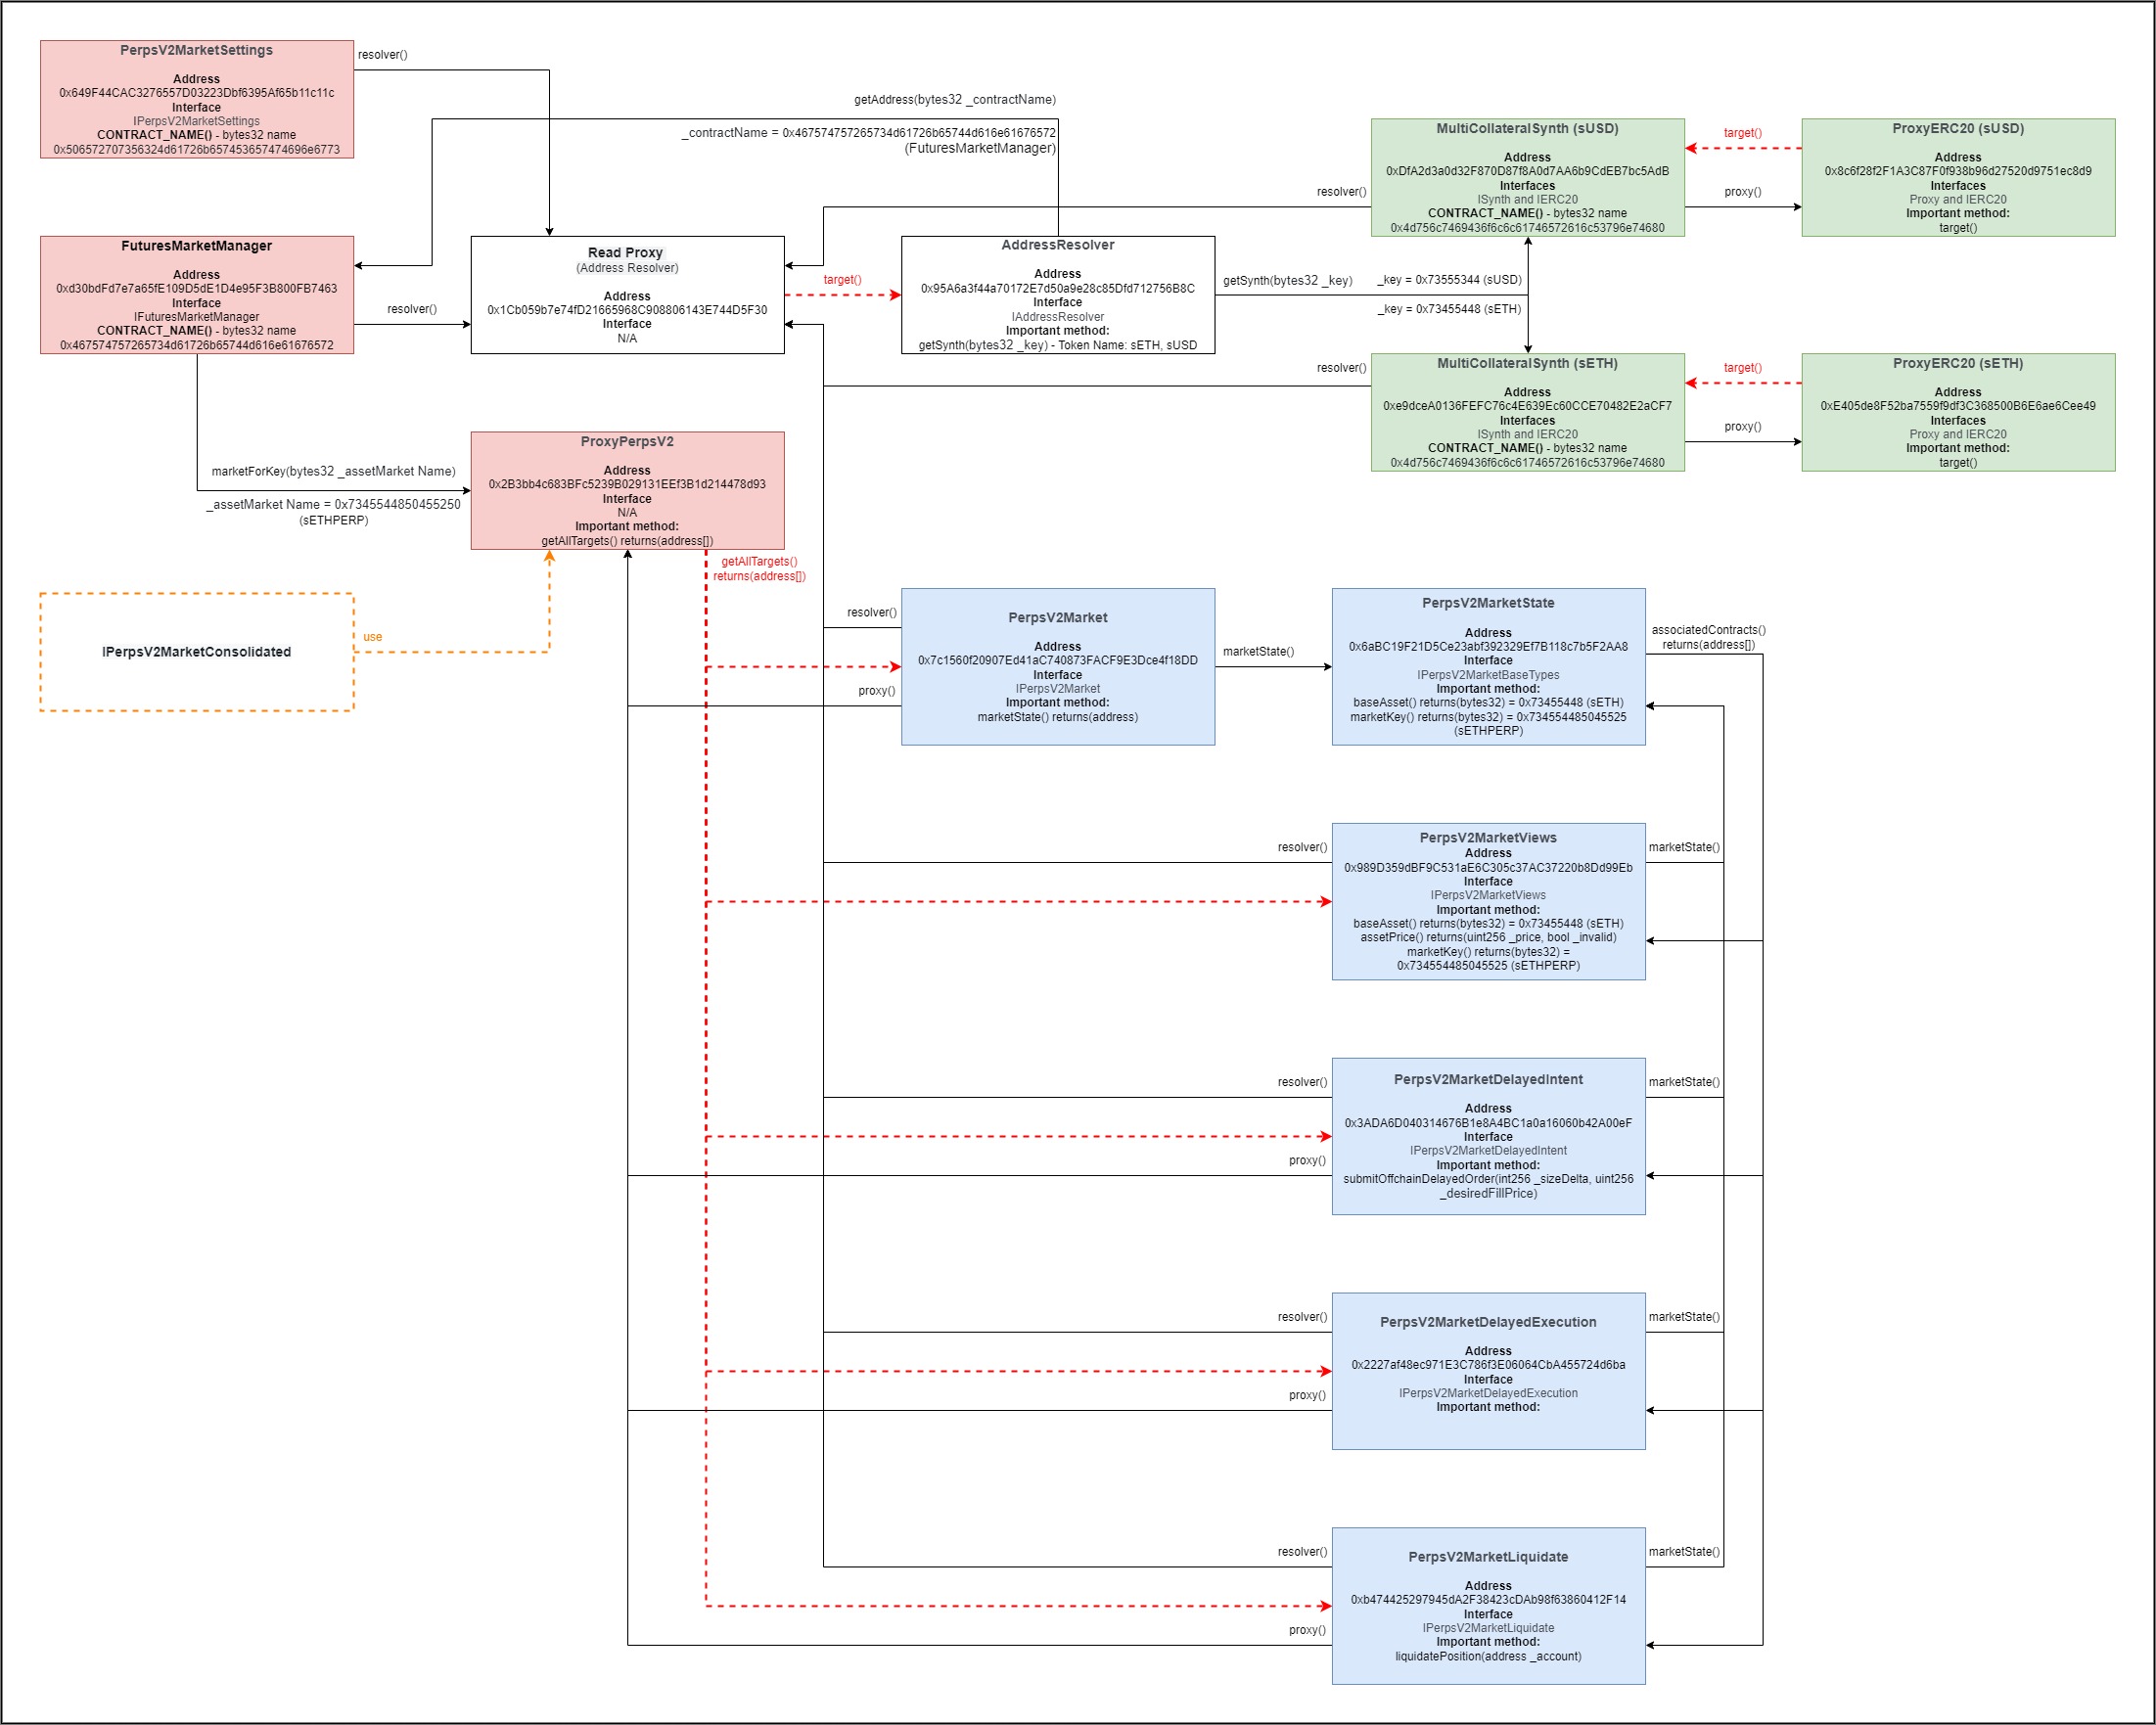 PerpsV2MarketSettings
Address
0x649F44CAC3276557D03223Dbf6395Af65b11c11c
Interface
IPerpsV2MarketSettings
CONTRACT_NAME() - bytes32 name
0x506572707356324d61726b657453657474696e6773
resolver()
getAddress(bytes32 _contractName)
_contractName = 0x467574757265734d61726b65744d616e61676572
(FuturesMarketManager)
MultiCollateralSynth (sUSD)
Address
0xDfA2d3a0d32F870D87f8A0d7AA6b9CdEB7bc5AdB
Interfaces
ISynth and IERC20
CONTRACT_NAME() - bytes32 name
0x4d756c7469436f6c6c61746572616c53796e74680
target()
proxy()
resolver()
ProxyERC20 (sUSD)
Address
0x8c6f28f2F1A3C87F0f938b96d27520d9751ec8d9
Interfaces
Proxy and IERC20
Important method:
target()
FuturesMarketManager
Address
0xd30bdFd7e7a65fE109D5dE1D4e95F3B800FB7463
Interface
IFuturesMarketManager
CONTRACT_NAME() - bytes32 name
0x467574757265734d61726b65744d616e61676572
resolver()
Read Proxy
(Address Resolver)
Address
0x1Cb059b7e74fD21665968C908806143E744D5F30
Interface
N/A
target()
AddressResolver
Address
0x95A6a3f44a70172E7d50a9e28c85Dfd712756B8C
Interface
IAddressResolver
Important method:
getSynth(bytes32 _key) - Token Name: sETH, sUSD
getSynth(bytes32 _key)
_key = 0x73555344 (sUSD)
_key = 0x73455448 (sETH)
resolver()
MultiCollateralSynth (sETH)
Address
0xe9dceA0136FEFC76c4E639Ec60CCE70482E2aCF7
Interfaces
ISynth and IERC20
CONTRACT_NAME() - bytes32 name
0x4d756c7469436f6c6c61746572616c53796e74680
target()
proxy()
ProxyERC20 (sETH)
Address
0xE405de8F52ba7559f9df3C368500B6E6ae6Cee49
Interfaces
Proxy and IERC20
Important method:
target()
marketForKey(bytes32 _assetMarket Name)
_assetMarket Name = 0x7345544850455250
(sETHPERP)
ProxyPerpsV2
Address
0x2B3bb4c683BFc5239B029131EEf3B1d214478d93
Interface
N/A
Important method:
getAllTargets() returns(address[])
getAllTargets()
returns(address[])
IPerpsV2MarketConsolidated
use
resolver()
proxy()
PerpsV2Market
Address
0x7c1560f20907Ed41aC740873FACF9E3Dce4f18DD
Interface
IPerpsV2Market
Important method:
marketState() returns(address)
marketState()
PerpsV2MarketState
Address
0x6aBC19F21D5Ce23abf392329Ef7B118c7b5F2AA8
Interface
IPerpsV2MarketBaseTypes
Important method:
baseAsset() returns(bytes32) = 0x73455448 (sETH)
marketKey() returns(bytes32) = 0x734554485045525
(sETHPERP)
associatedContracts()
returns(address[])
resolver()
PerpsV2MarketViews
Address
0x989D359dBF9C531aE6C305c37AC37220b8Dd99Eb
Interface
IPerpsV2MarketViews
Important method:
baseAsset() returns(bytes32) = 0x73455448 (sETH)
assetPrice() returns(uint256 _price, bool _invalid)
marketKey() returns(bytes32) =
0x734554485045525 (sETHPERP)
marketState()
resolver()
proxy()
PerpsV2MarketDelayedIntent
Address
0x3ADA6D040314676B1e8A4BC1a0a16060b42A00eF
Interface
IPerpsV2MarketDelayedIntent
Important method:
submitOffchainDelayedOrder(int256 _sizeDelta, uint256
_desiredFillPrice)
marketState()
resolver()
proxy()
PerpsV2MarketDelayedExecution
Address
0x2227af48ec971E3C786f3E06064CbA455724d6ba
Interface
IPerpsV2MarketDelayedExecution
Important method:
marketState()
resolver()
proxy()
PerpsV2MarketLiquidate
Address
0xb474425297945dA2F38423cDAb98f63860412F14
Interface
IPerpsV2MarketLiquidate
Important method:
liquidatePosition(address _account)
marketState()